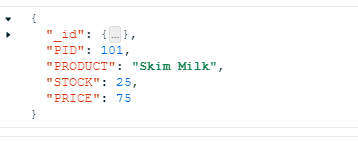 {
"_id": {...},
"PID": 101,
"PRODUCT": "Skim Milk",
"STOCK": 25,
"PRICE": 75
}